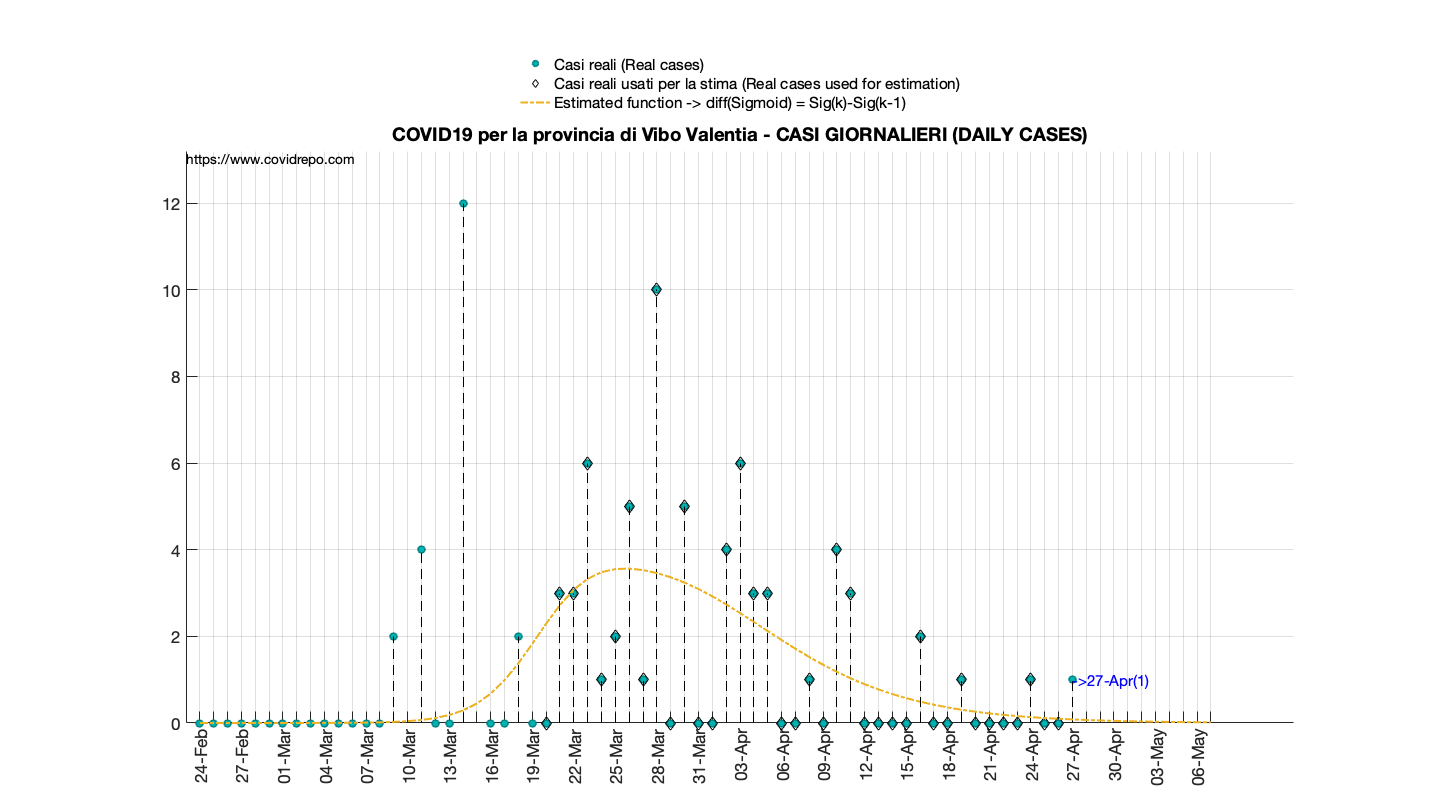 Casi reali (Real cases)
Casi reali usati per la stima (Real cases used for estimation)
Estimated function -> diff(Sigmoid) = Sig(k)-Sig(k-1)
COVID19 per la provincia di Vibo Valentia - CASI GIORNALIERI (DAILY CASES)
https://www.covidrepo.com
12
10
8
6
4
2
0
>27-Apr(1)
24-Feb
27-Feb
01-Mar
04-Mar
07-Mar
10-Mar
13-Mar
16-Mar
19-Mar
22-Mar
25-Mar
28-Mar
31-Mar
03-Apr
06-Apr
09-Apr
12-Apr
15-Apr
18-Apr
21-Apr
24-Apr
27-Apr
30-Apr
03-May
06-May